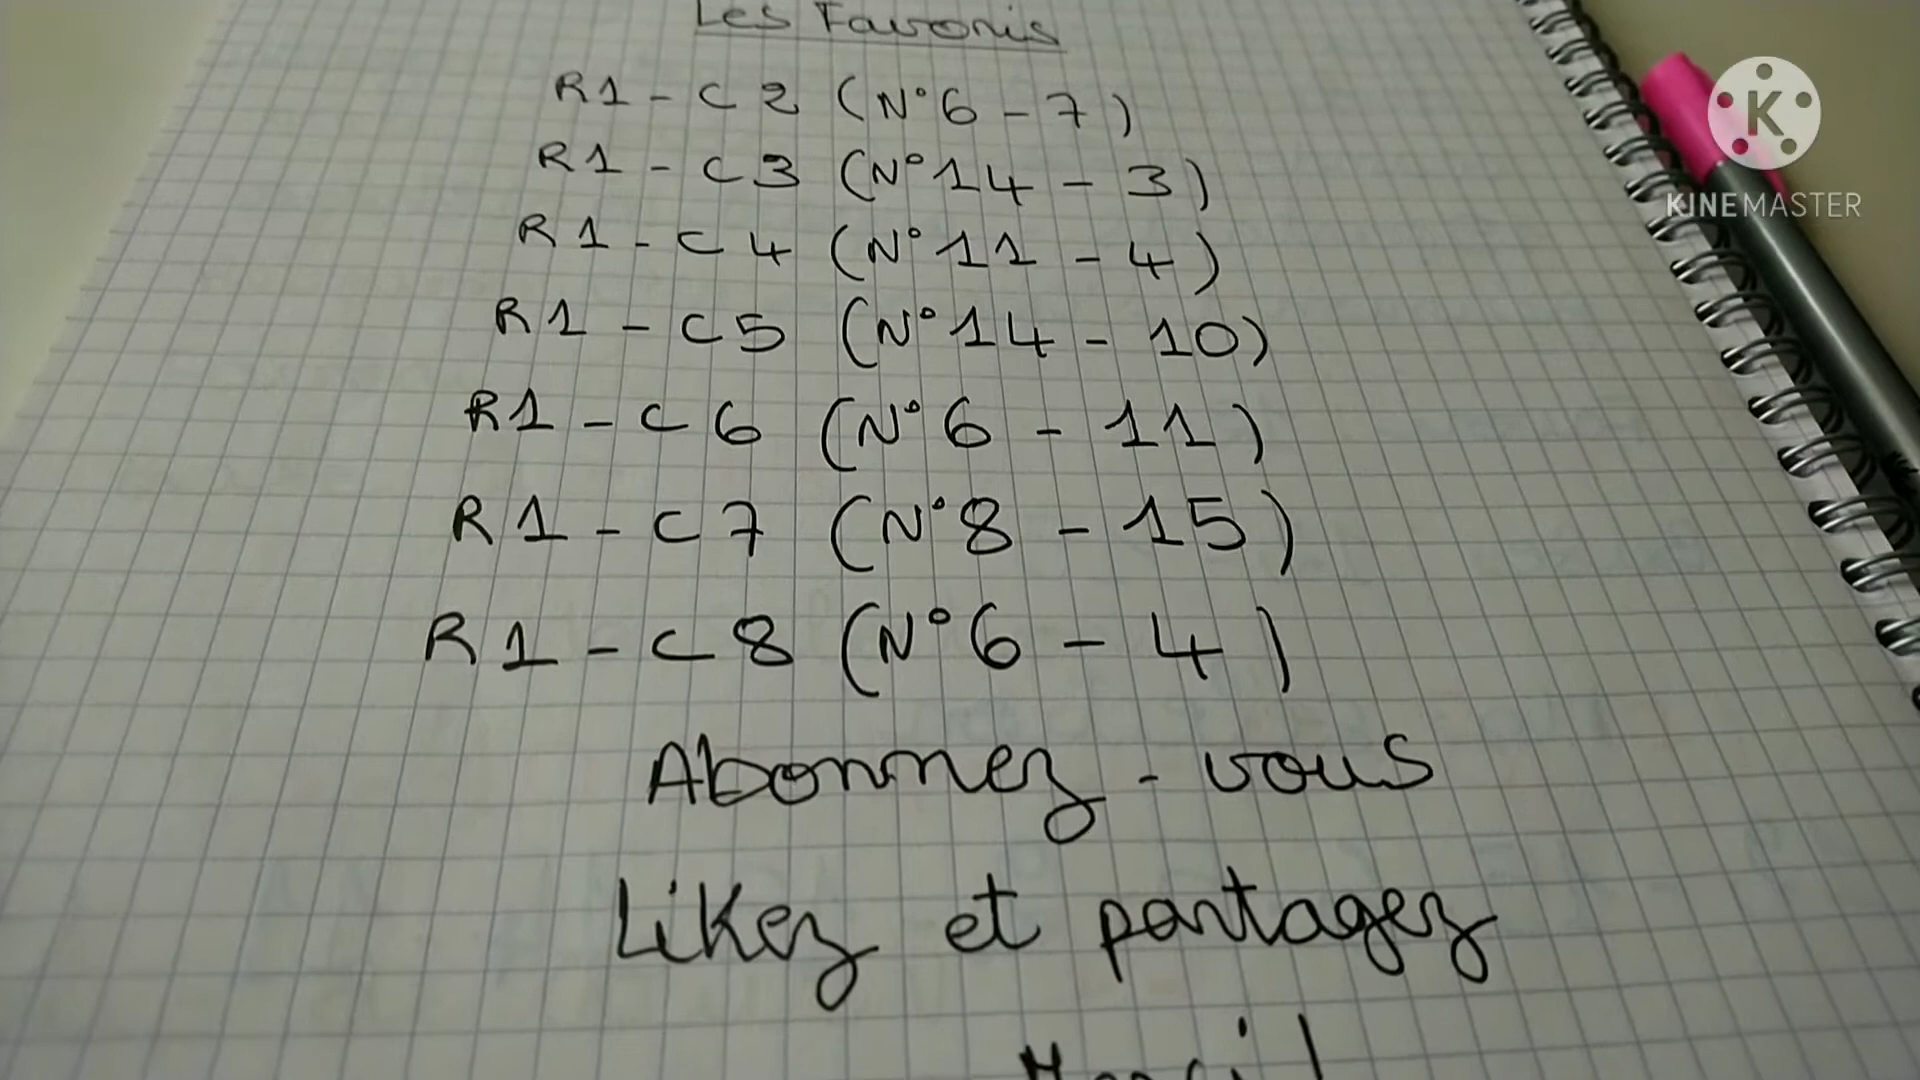 Les Favoris
R1 - C2 (N°6 - 7)
R1 - C3 (N°14 - 3)
R1 - C4 (N°11 - 4)
R1 - C5 (N°14 - 10)
R1 - C6 (N°6 - 11)
R1 - C7 (N°8 - 15)
R1 - C8 (N°6 - 4)
Abonnez-vous
Likez et partagez
Merci!
K
KINEMASTER